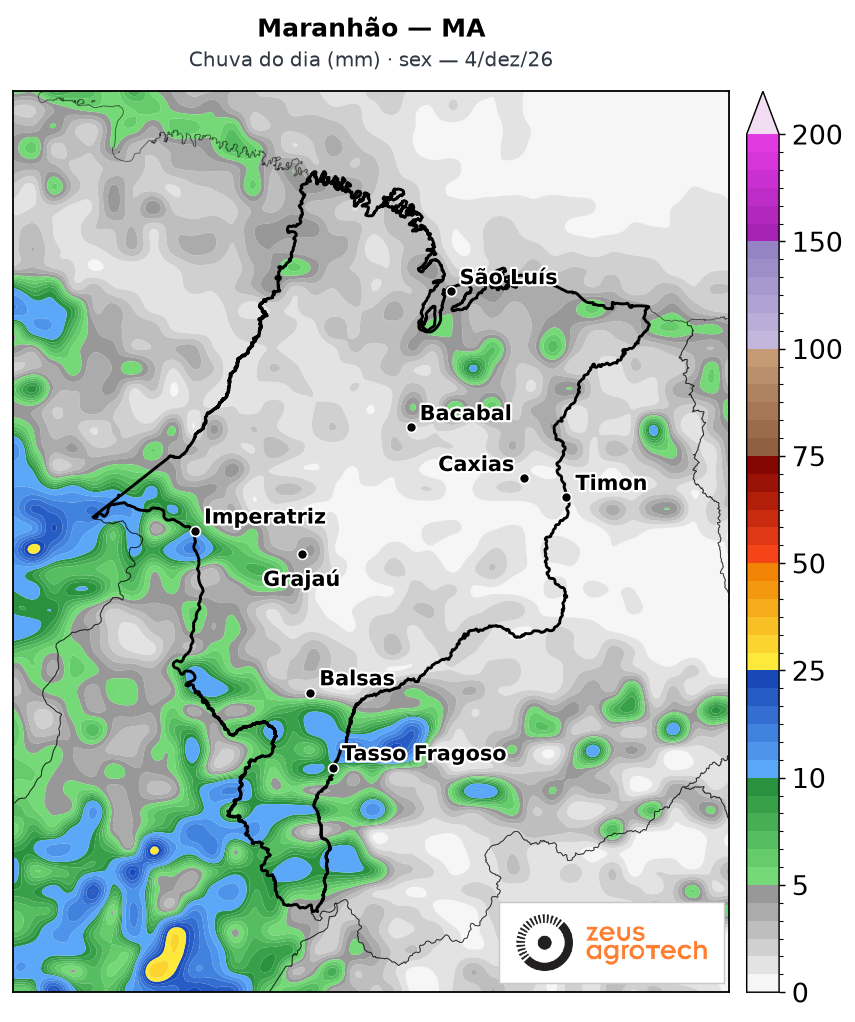 Maranhão — MA
Chuva do dia (mm) · sex — 4/dez/26
200
150
100
75
50
25
10
5
0
São Luís
Bacabal
Caxias
Timon
Imperatriz
Grajaú
Balsas
Tasso Fragoso
zeus
agrotech